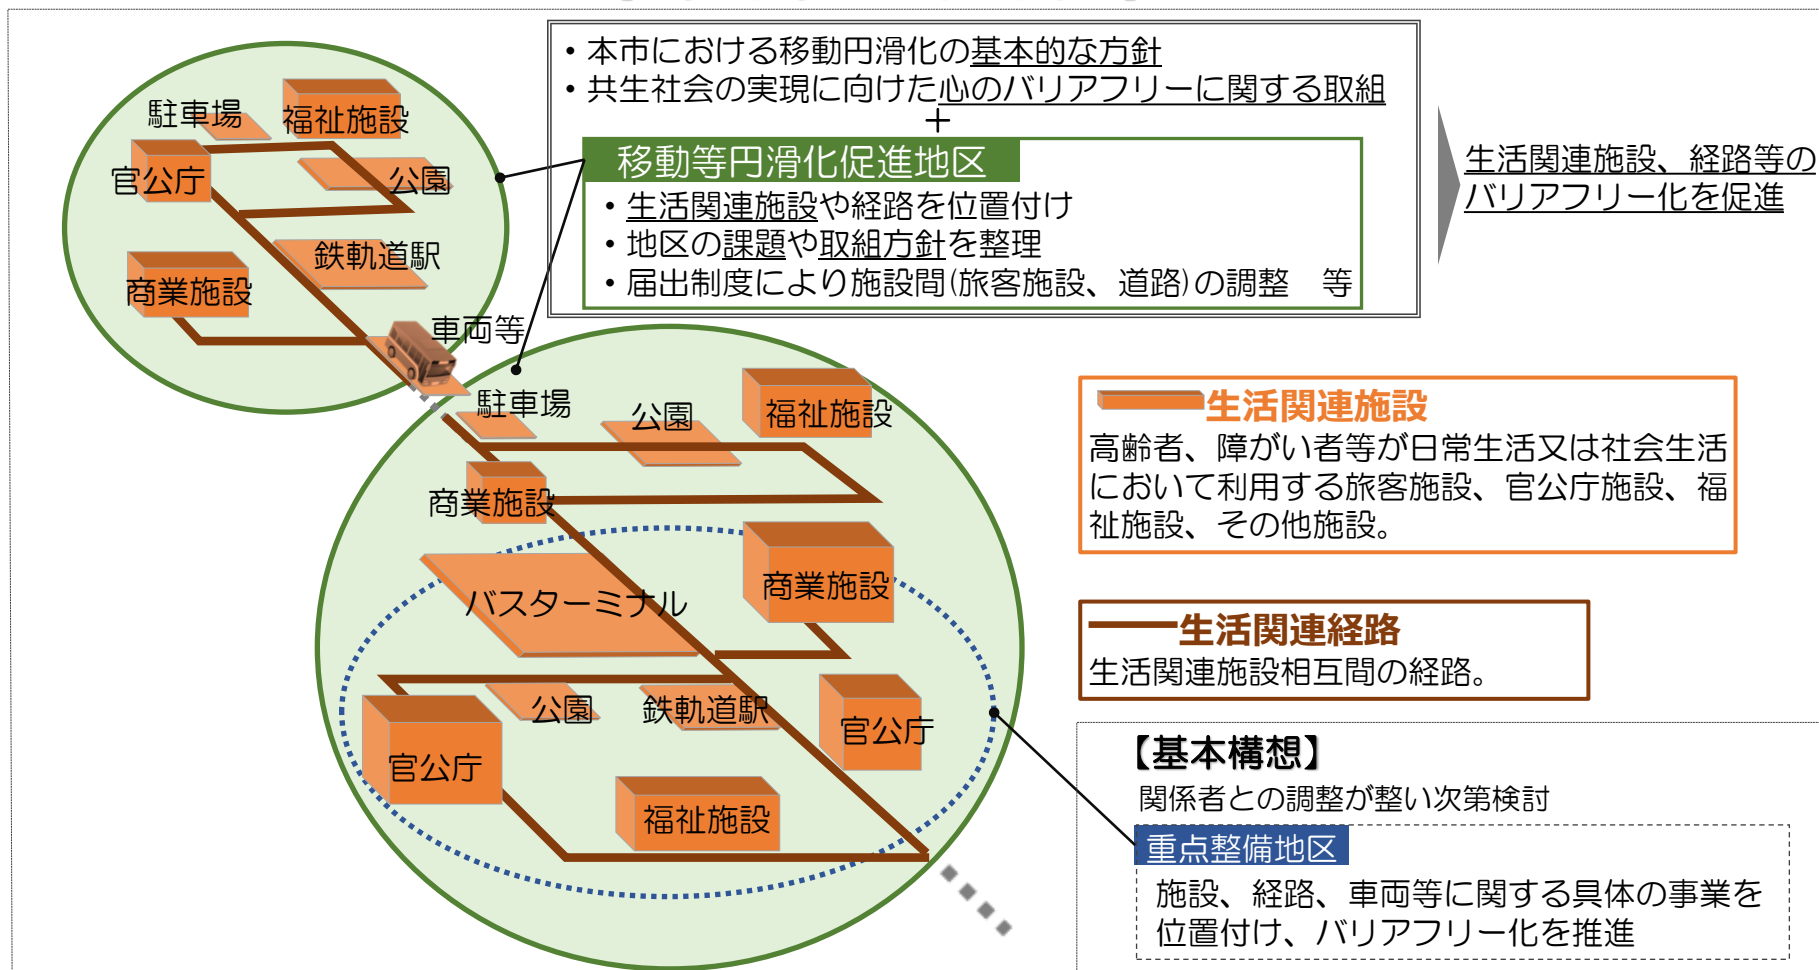 ・本市における移動円滑化の基本的な方針
・共生社会の実現に向けた心のバリアフリーに関する取組
＋
移動等円滑化促進地区
・生活関連施設や経路を位置付け
・地区の課題や取組方針を整理
・届出制度により施設間(旅客施設、道路)の調整　等
生活関連施設、経路等の
バリアフリー化を促進
駐車場
福祉施設
官公庁
公園
鉄軌道駅
商業施設
車両等
駐車場
公園
福祉施設
商業施設
商業施設
バスターミナル
公園
鉄軌道駅
官公庁
官公庁
福祉施設
生活関連施設
高齢者、障がい者等が日常生活又は社会生活
において利用する旅客施設、官公庁施設、福
祉施設、その他施設。
生活関連経路
生活関連施設相互間の経路。
【基本構想】
関係者との調整が整い次第検討
重点整備地区
施設、経路、車両等に関する具体の事業を
位置付け、バリアフリー化を推進